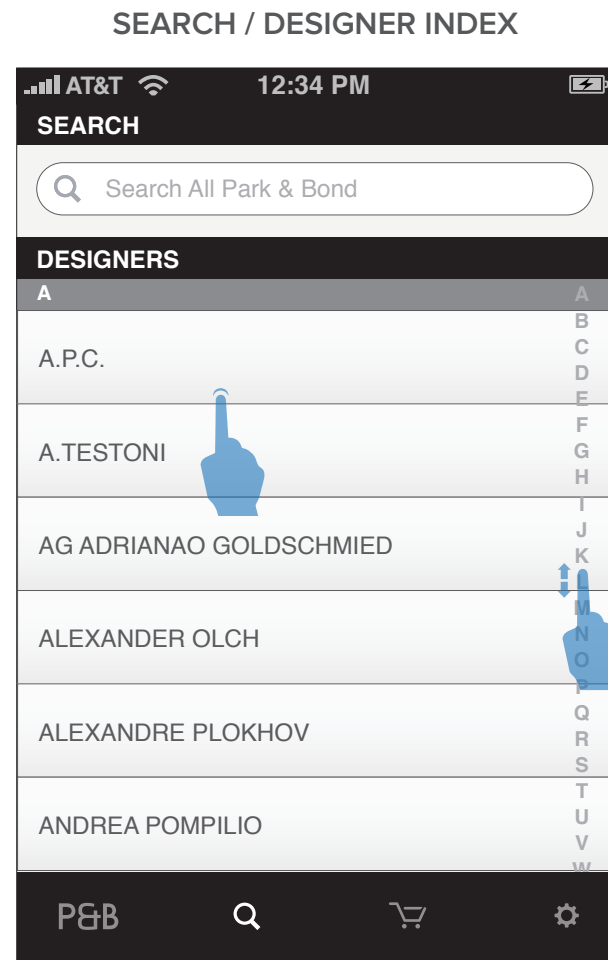 SEARCH / DESIGNER INDEX
AT&T 12:34 PM
SEARCH
Search All Park & Bond
DESIGNERS
A
A
B
A.P.C.
C
D
E
F
A.TESTONI
G
H
I
J
AG ADRIANAO GOLDSCHMIED
K
L
M
ALEXANDER OLCH
N
O
P
Q
ALEXANDRE PLOKHOV
R
S
T
U
ANDREA POMPILIO
V
W
P&B